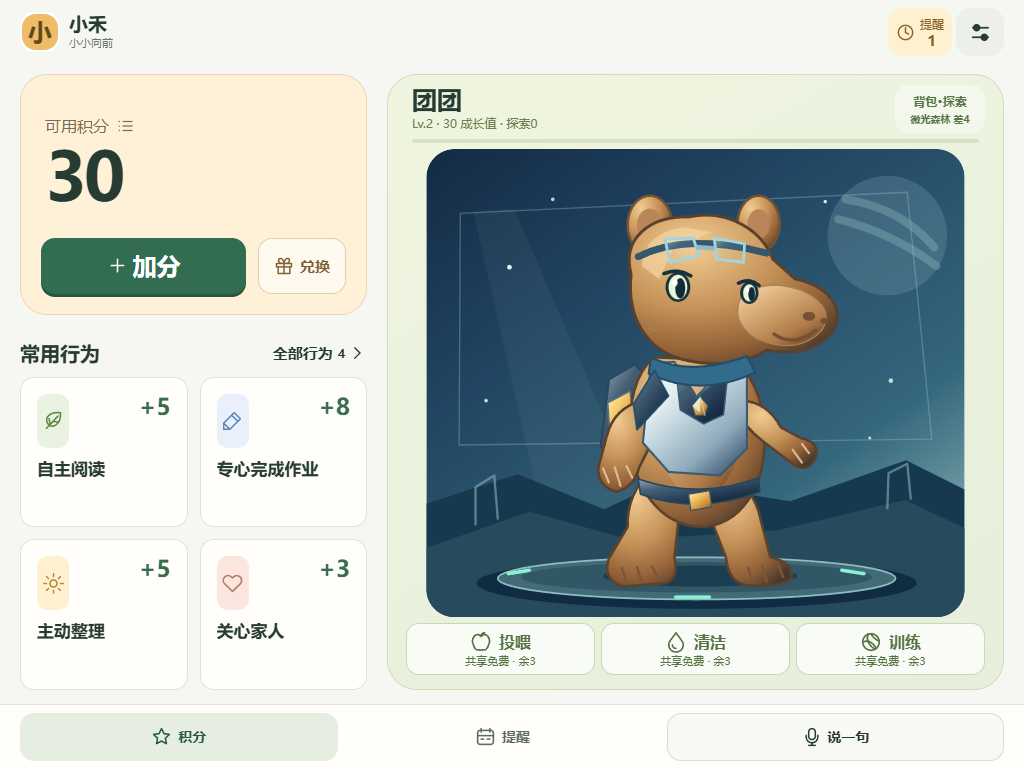 小
小禾
小小向前
提醒
1
可用积分
30
+ 加分
兑换
常用行为
全部行为 4
+5
自主阅读
+8
专心完成作业
+5
主动整理
+3
关心家人
团团
Lv.2 · 30 成长值 · 探索0
背包•探索
微光森林 差4
投喂
共享免费 · 余3
清洁
共享免费 · 余3
训练
共享免费 · 余3
积分
提醒
说一句